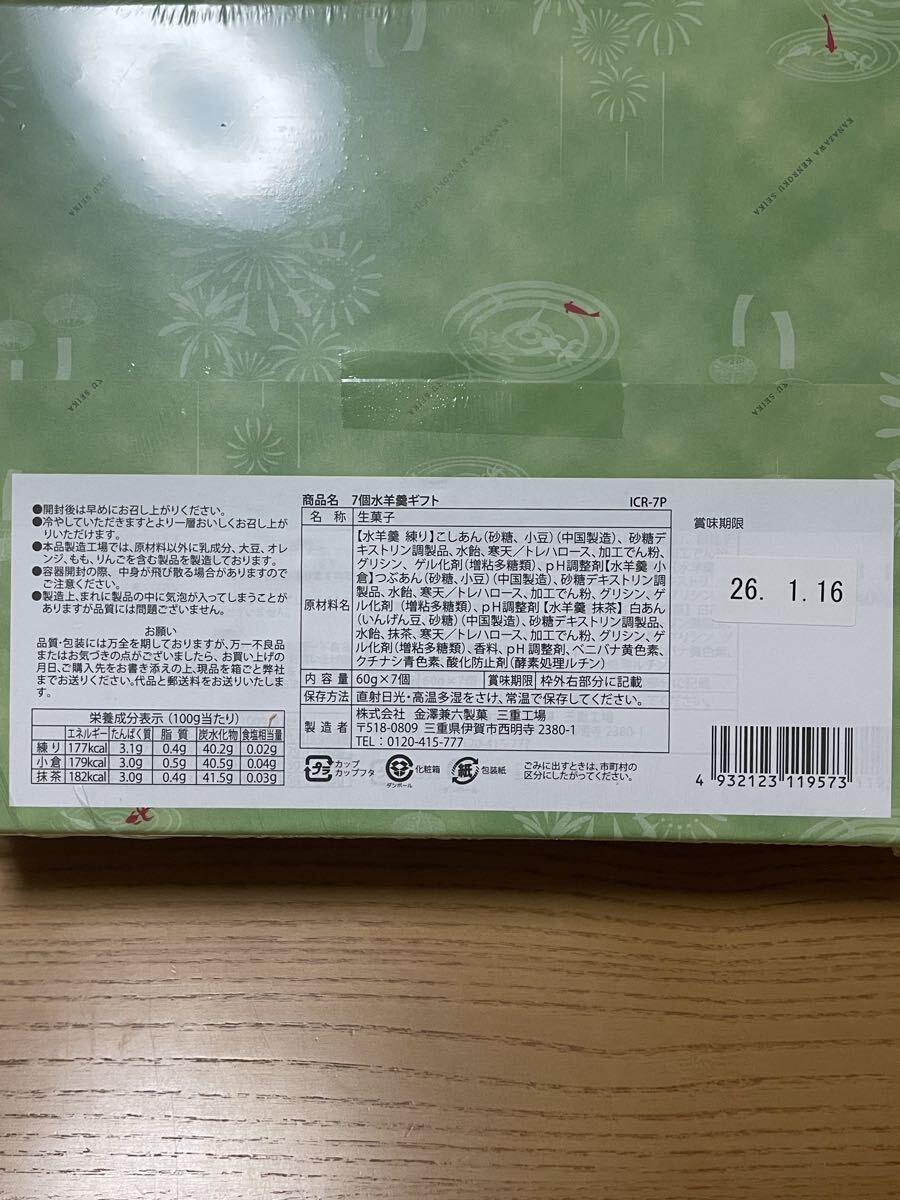 KANAZAWA KENROKU SEIKA
KANAZAWA KENROKU SEIKA
KU SEIKA
●開封後は早めにお召し上がりください。
●冷やしていただきますとより一層おいしくお召し上が
りいただけます。
●本品製造工場では、原材料以外に乳成分、大豆、オレ
ンジ、もも、りんごを含む製品を製造しております。
●容器開封の際、中身が飛び散る場合がありますので
ご注意ください。
●製造上、まれに製品の中に気泡が入ってしまうことが
ありますが品質には問題ございません。
お願い
品質・包装には万全を期しておりますが、万一不良品
またはお気づきの点がございましたら、お買い上げの
月日、ご購入先をお書き添えの上、現品を箱ごと弊社
までお送りください。代品と郵送料をお送りいたしま
す。
栄養成分表示（100g当たり）
エネルギー たんぱく質 脂質 炭水化物 食塩相当量
練り 177kcal 3.1g 0.4g 40.2g 0.02g
小倉 179kcal 3.0g 0.5g 40.5g 0.04g
抹茶 182kcal 3.0g 0.4g 41.5g 0.03g
商品名 7個水羊羹ギフト ICR-7P
名称 生菓子
原材料名 【水羊羹 練り】こしあん（砂糖、小豆）（中国製造）、砂糖デ
キストリン調製品、水飴、寒天／トレハロース、加工でん粉、
グリシン、ゲル化剤（増粘多糖類）、pH調整剤【水羊羹 小
倉】つぶあん（砂糖、小豆）（中国製造）、砂糖デキストリン調
製品、水飴、寒天／トレハロース、加工でん粉、グリシン、ゲ
ル化剤（増粘多糖類）、pH調整剤【水羊羹 抹茶】白あん
（いんげん豆、砂糖）（中国製造）、砂糖デキストリン調製品、
水飴、抹茶、寒天／トレハロース、加工でん粉、グリシン、ゲ
ル化剤（増粘多糖類）、香料、pH調整剤、ベニバナ黄色素、
クチナシ青色素、酸化防止剤（酵素処理ルチン）
内容量 60g×7個 賞味期限 枠外右部分に記載
保存方法 直射日光・高温多湿をさけ、常温で保存してください。
製造者 株式会社 金澤兼六製菓 三重工場
〒518-0809 三重県伊賀市西明寺 2380-1
TEL：0120-415-777
プラ カップ カップフタ
ダンボール 化粧箱
紙 包装紙
ごみに出すときは、市町村の
区分にしたがってください。
賞味期限
26. 1.16
4 932123 119573